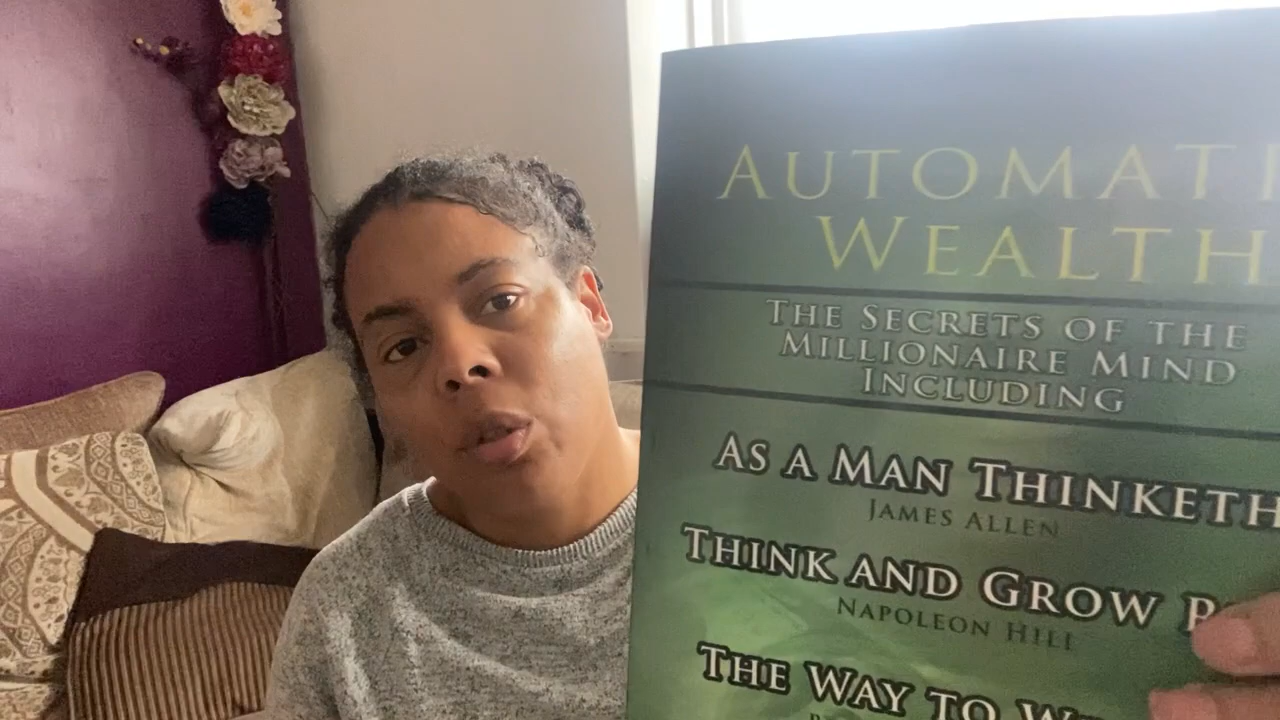 AUTOMATI
WEALTH
THE SECRETS OF THE
MILLIONAIRE MIND
INCLUDING
AS A MAN THINKETH
JAMES ALLEN
THINK AND GROW
NAPOLEON HILL
THE WAY TO